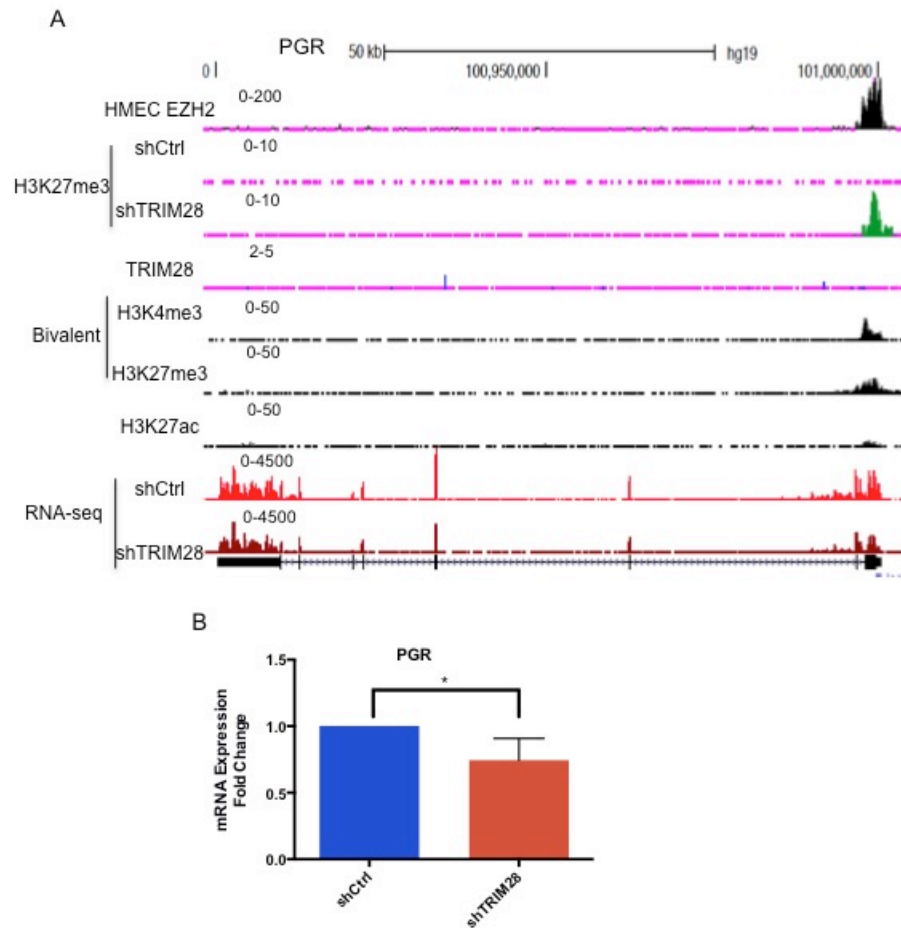 A
PGR 50 kb hg19
0 100,950,000 101,000,000
HMEC EZH2 0-200
H3K27me3
shCtrl 0-10
shTRIM28 0-10
TRIM28 2-5
Bivalent
H3K4me3 0-50
H3K27me3 0-50
H3K27ac 0-50
RNA-seq
shCtrl 0-4500
shTRIM28 0-4500
B
PGR
*
mRNA Expression
Fold Change
1.5
1.0
0.5
0.0
shCtrl shTRIM28